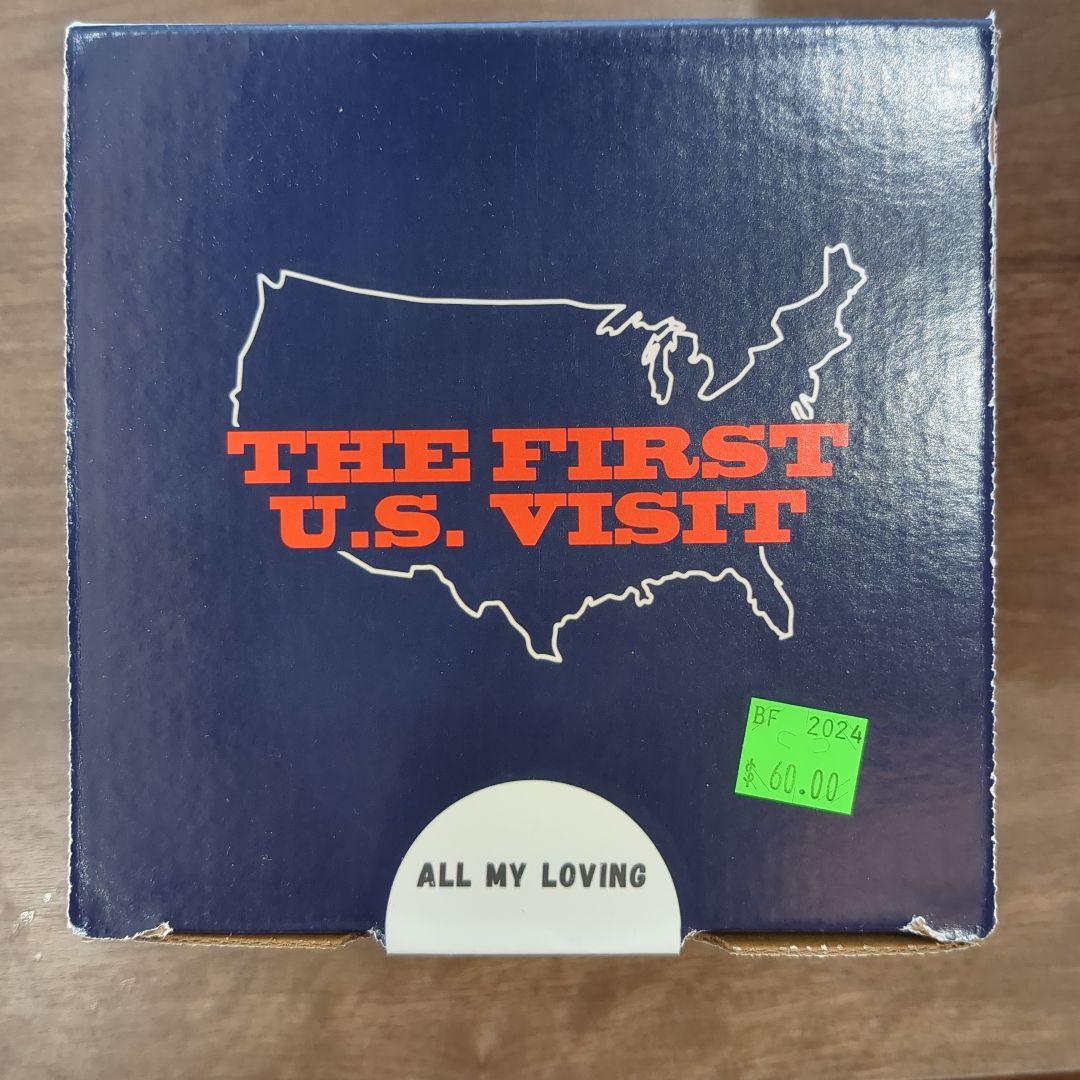 THE FIRST
U.S. VISIT
BF 2024
$60.00
ALL MY LOVING